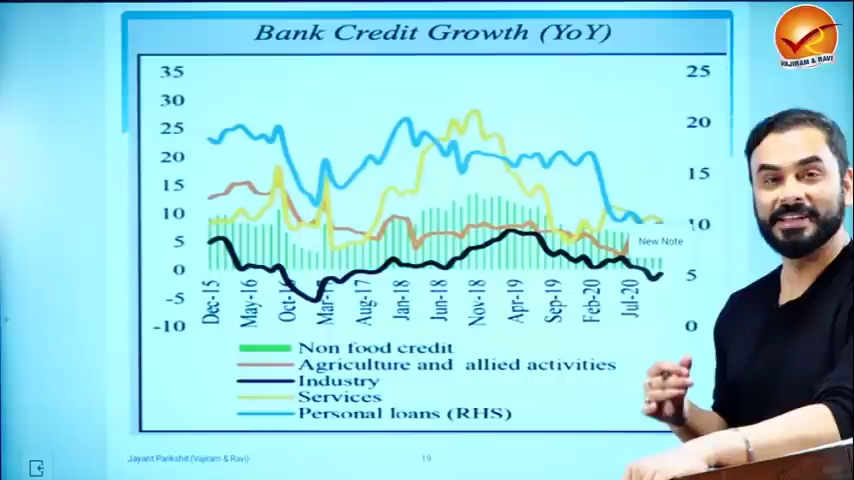 Bank Credit Growth (YoY)
VAJIRAM & RAVI
35
30
25
20
15
10
5
0
-5
-10
25
20
15
10
5
0
New Note
Dec-15
May-16
Oct-16
Aug-17
Jan-18
Jun-18
Nov-18
Apr-19
Sep-19
Feb-20
Jul-20
Non food credit
Agriculture and allied activities
Industry
Services
Personal loans (RHS)
Jayant Parikshit (Vajiram & Ravi)
19